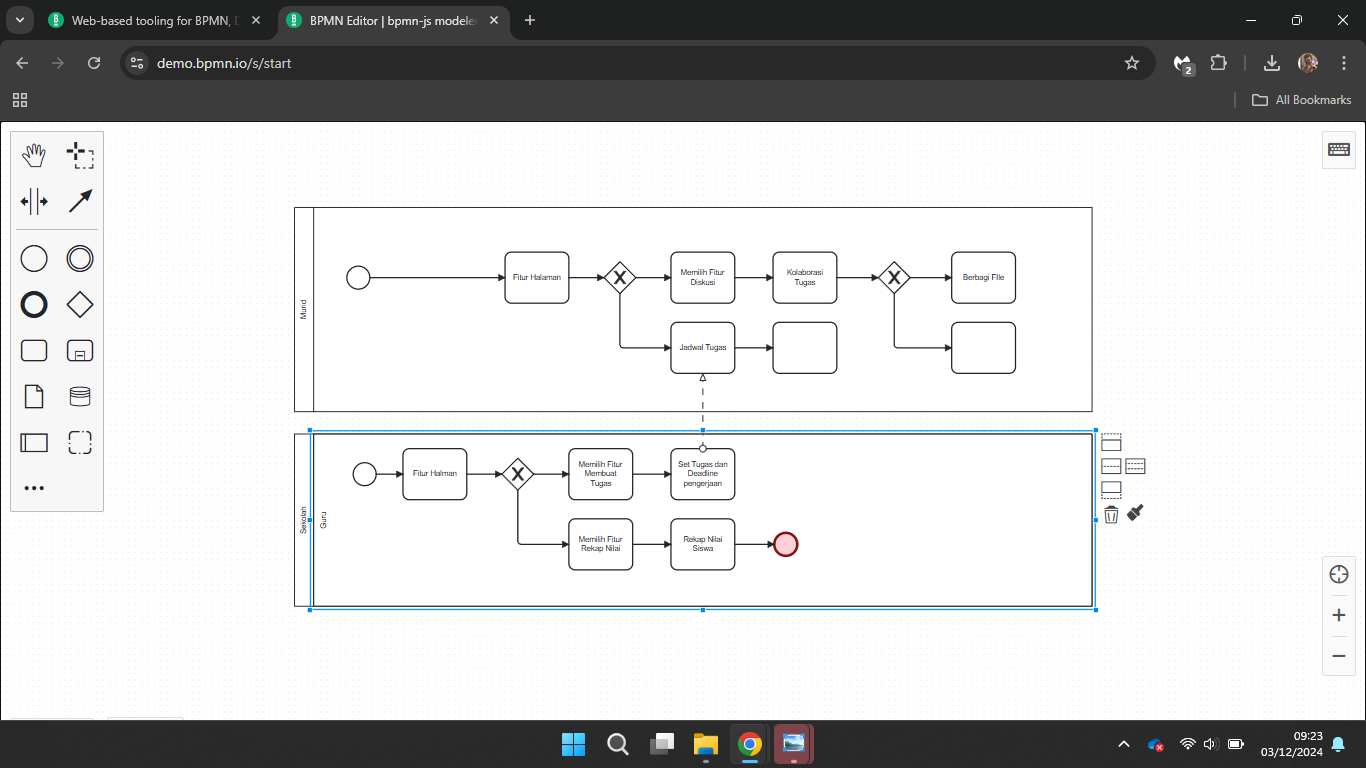 Web-based tooling for BPMN, D
BPMN Editor | bpmn-js modeler
demo.bpmn.io/s/start
2
All Bookmarks
Murid
Fitur Halaman
X
Memilih Fitur
Diskusi
Kolaborasi
Tugas
X
Berbagi FIle
Jadwal Tugas
Sekolah
Guru
Fitur Halman
X
Memilih Fitur
Membuat
Tugas
Set Tugas dan
Deadline
pengerjaan
Memilih Fitur
Rekap Nilai
Rekap Nilai
Siswa
09:23
03/12/2024